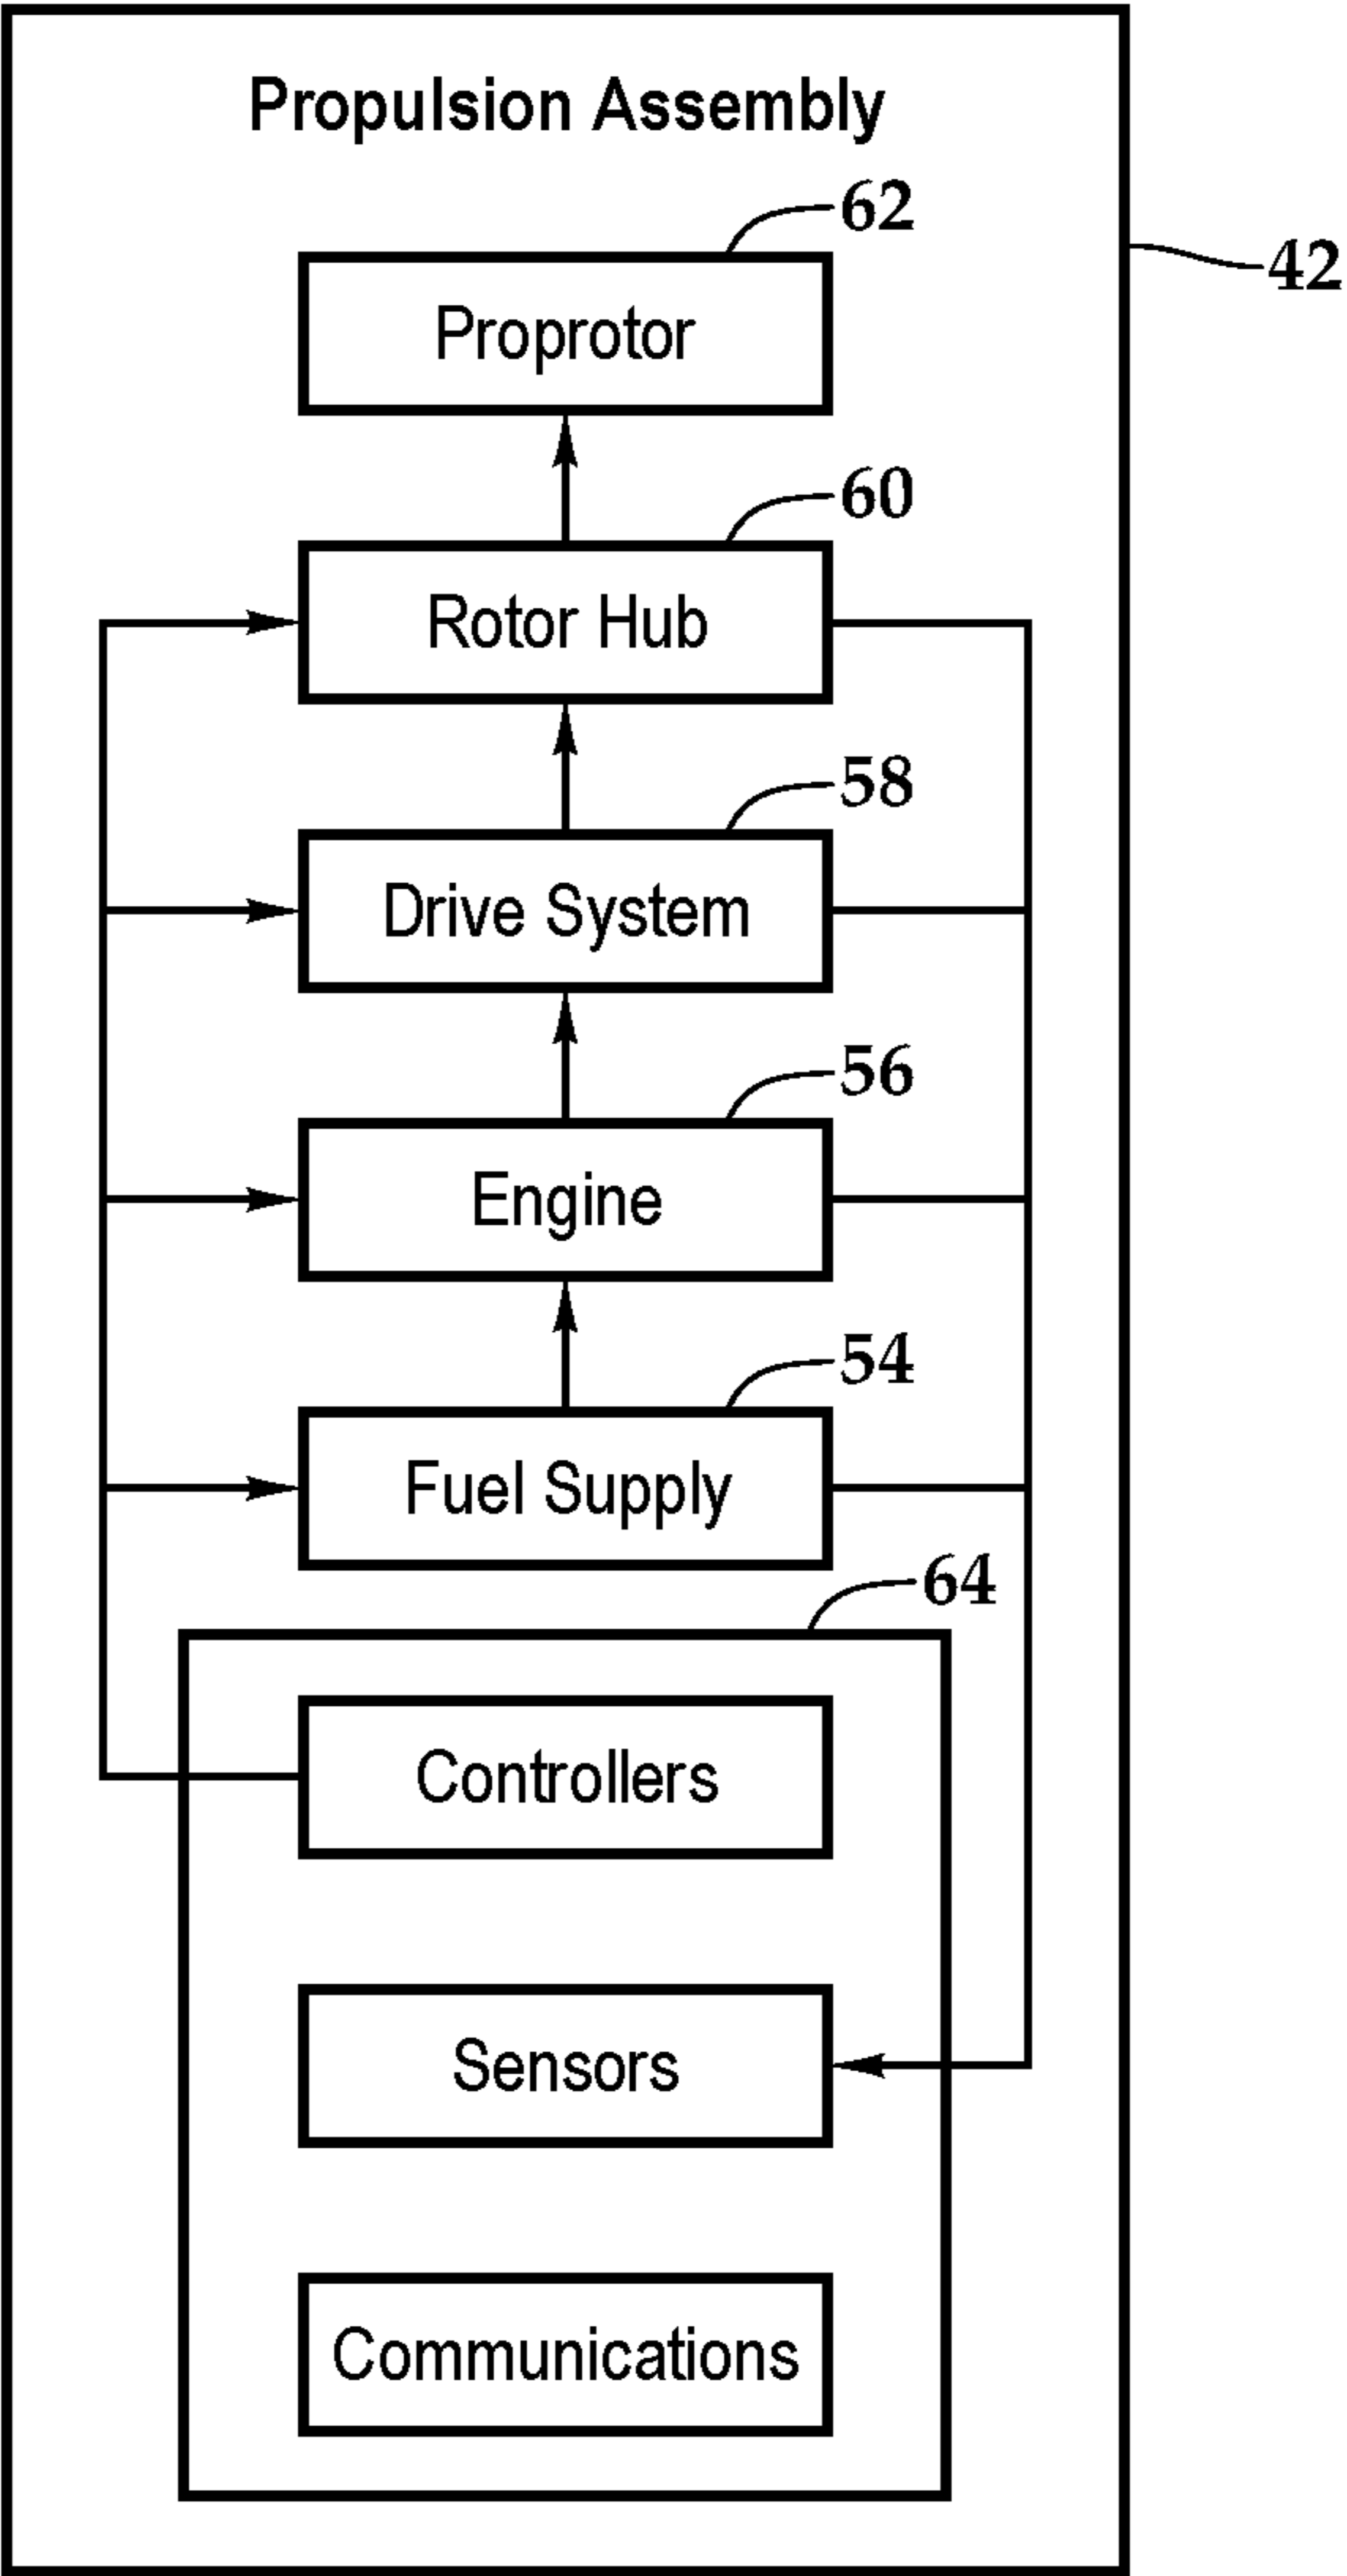 Propulsion Assembly
62
42
Proprotor
60
Rotor Hub
58
Drive System
56
Engine
54
Fuel Supply
64
Controllers
Sensors
Communications